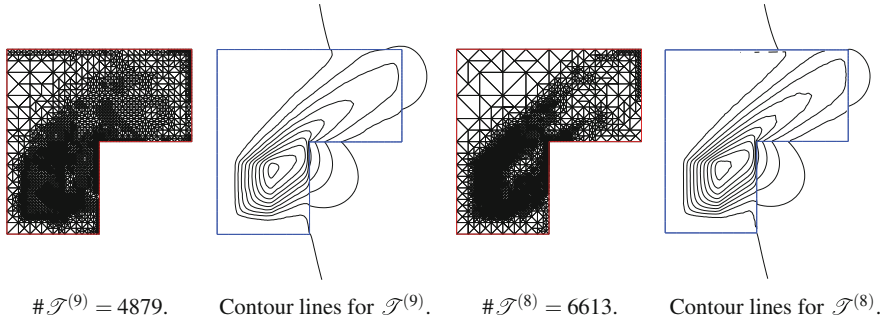 #𝒯^(9) = 4879. Contour lines for 𝒯^(9). #𝒯^(8) = 6613. Contour lines for 𝒯^(8).